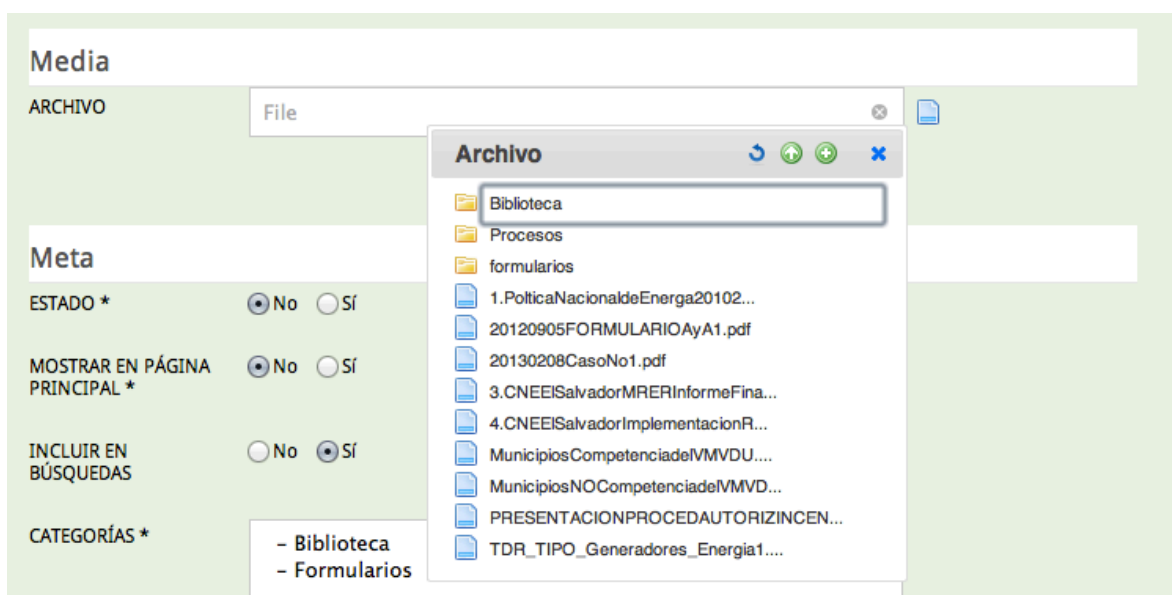 Media
ARCHIVO
File
Archivo
Biblioteca
Procesos
formularios
1.PolticaNacionaldeEnerga20102...
20120905FORMULARIOAyA1.pdf
20130208CasoNo1.pdf
3.CNEElSalvadorMRERInformeFina...
4.CNEElSalvadorImplementacionR...
MunicipiosCompetenciadelVMVDU....
MunicipiosNOCompetenciadelVMVD...
PRESENTACIONPROCEDAUTORIZINCEN...
TDR_TIPO_Generadores_Energia1....
Meta
ESTADO * No Sí
MOSTRAR EN PÁGINA
PRINCIPAL * No Sí
INCLUIR EN
BÚSQUEDAS No Sí
CATEGORÍAS *
– Biblioteca
– Formularios